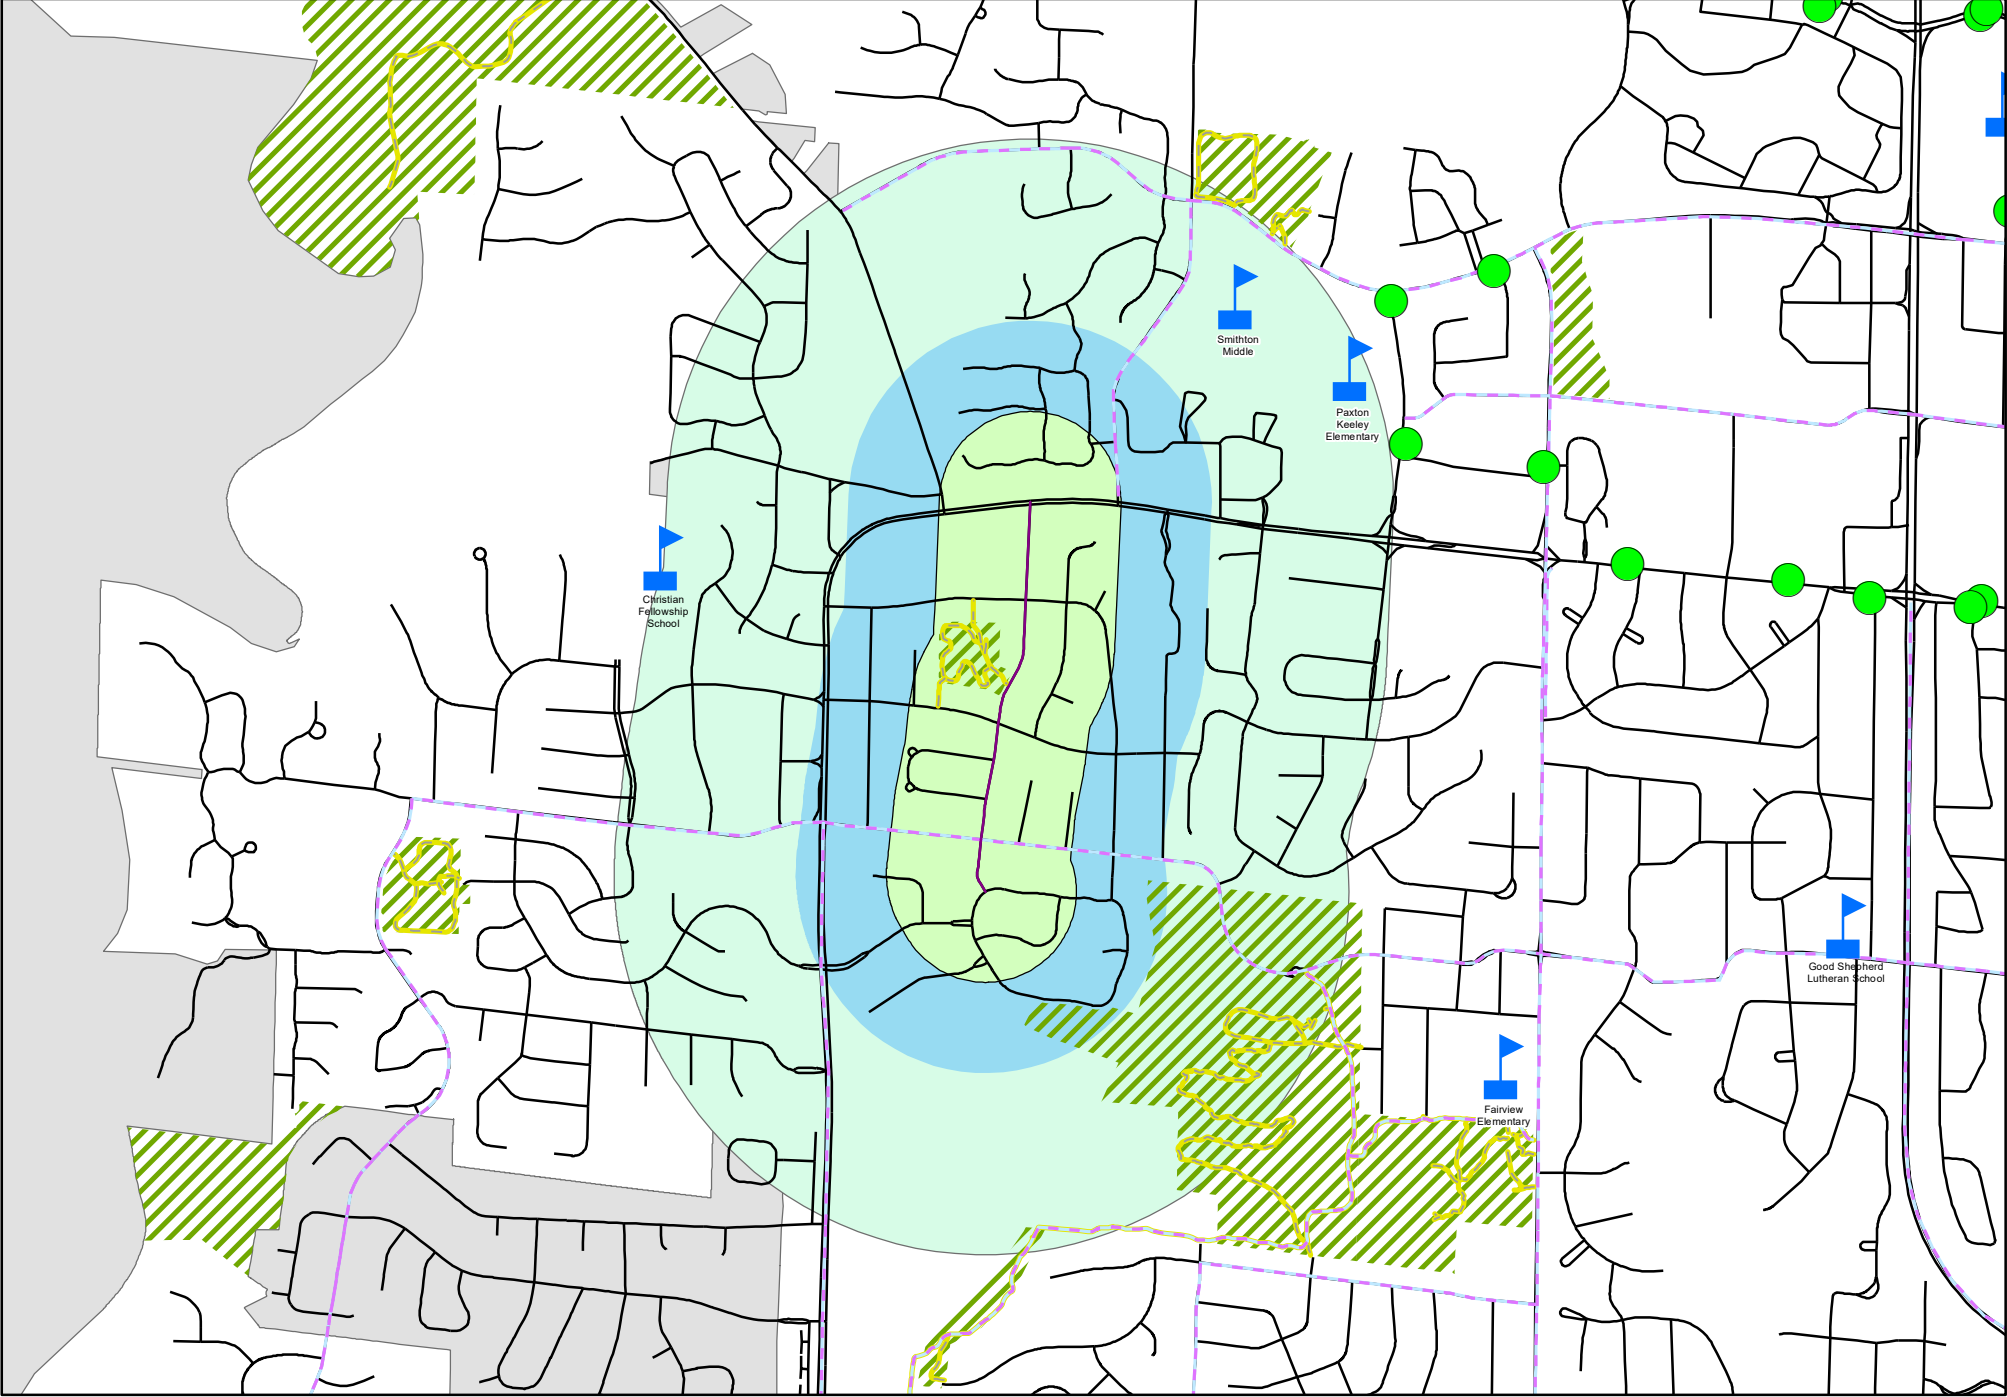 Smithton
Middle
Paxton
Keeley
Elementary
Christian
Fellowship
School
Good Shepherd
Lutheran School
Fairview
Elementary